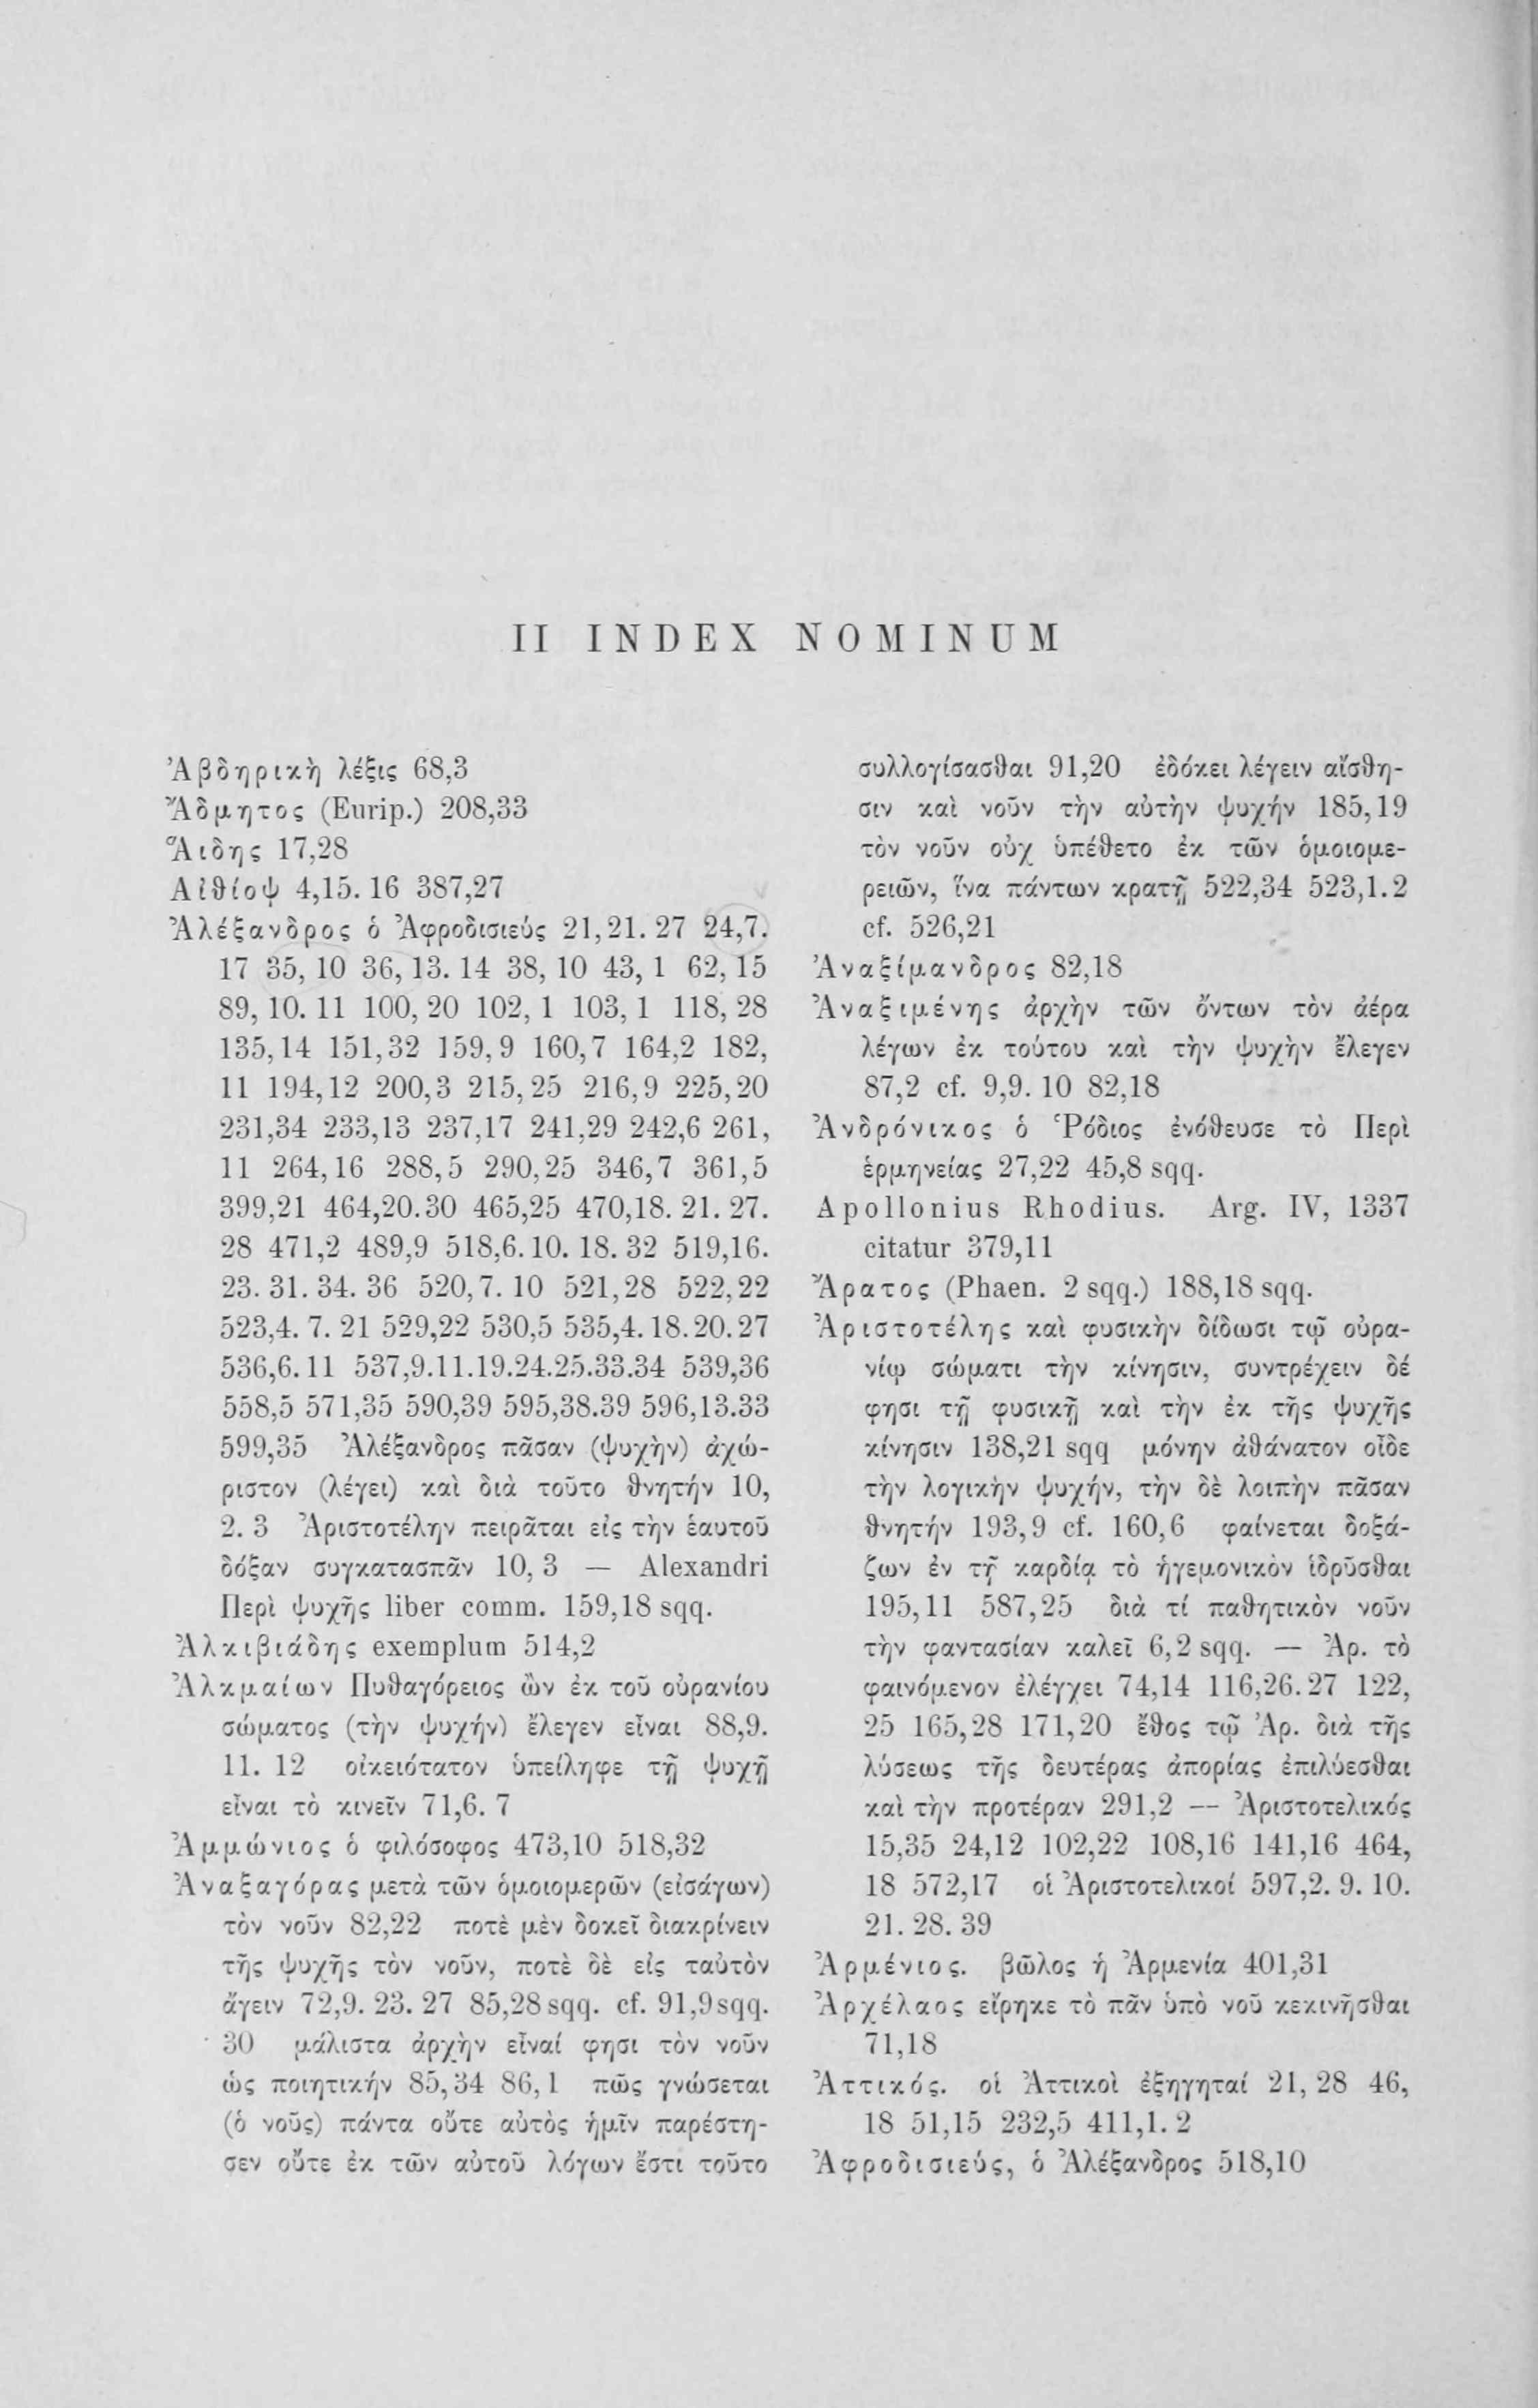 II INDEX NOMINUM
Ἀβδηρικὴ λέξις 68,3
Ἄδμητος (Eurip.) 208,33
Ἅιδης 17,28
Αἰθίοψ 4,15. 16 387,27
Ἀλέξανδρος ὁ Ἀφροδισιεύς 21,21. 27 24,7.
17 35, 10 36, 13. 14 38, 10 43, 1 62, 15
89, 10. 11 100, 20 102, 1 103, 1 118, 28
135,14 151,32 159,9 160,7 164,2 182,
11 194,12 200,3 215,25 216,9 225,20
231,34 233,13 237,17 241,29 242,6 261,
11 264,16 288,5 290,25 346,7 361,5
399,21 464,20.30 465,25 470,18. 21. 27.
28 471,2 489,9 518,6. 10. 18. 32 519,16.
23. 31. 34. 36 520,7. 10 521,28 522,22
523,4. 7. 21 529,22 530,5 535,4. 18. 20. 27
536,6. 11 537,9.11.19.24.25.33.34 539,36
558,5 571,35 590,39 595,38.39 596,13.33
599,35 Ἀλέξανδρος πᾶσαν (ψυχὴν) ἀχώ-
ριστον (λέγει) καὶ διὰ τοῦτο θνητήν 10,
2. 3 Ἀριστοτέλην πειρᾶται εἰς τὴν ἑαυτοῦ
δόξαν συγκατασπᾶν 10, 3 — Alexandri
Περὶ ψυχῆς liber comm. 159,18 sqq.
Ἀλκιβιάδης exemplum 514,2
Ἀλκμαίων Πυθαγόρειος ὢν ἐκ τοῦ οὐρανίου
σώματος (τὴν ψυχήν) ἔλεγεν εἶναι 88,9.
11. 12 οἰκειότατον ὑπείληφε τῇ ψυχῇ
εἶναι τὸ κινεῖν 71,6. 7
Ἀμμώνιος ὁ φιλόσοφος 473,10 518,32
Ἀναξαγόρας μετὰ τῶν ὁμοιομερῶν (εἰσάγων)
τὸν νοῦν 82,22 ποτὲ μὲν δοκεῖ διακρίνειν
τῆς ψυχῆς τὸν νοῦν, ποτὲ δὲ εἰς ταὐτὸν
ἄγειν 72,9. 23. 27 85,28 sqq. cf. 91,9 sqq.
30 μάλιστα ἀρχὴν εἶναί φησι τὸν νοῦν
ὡς ποιητικήν 85,34 86,1 πῶς γνώσεται
(ὁ νοῦς) πάντα οὔτε αὐτὸς ἡμῖν παρέστη-
σεν οὔτε ἐκ τῶν αὐτοῦ λόγων ἔστι τοῦτο
συλλογίσασθαι 91,20 ἐδόκει λέγειν αἴσθη-
σιν καὶ νοῦν τὴν αὐτὴν ψυχήν 185,19
τὸν νοῦν οὐχ ὑπέθετο ἐκ τῶν ὁμοιομε-
ρειῶν, ἵνα πάντων κρατῇ 522,34 523,1. 2
cf. 526,21
Ἀναξίμανδρος 82,18
Ἀναξιμένης ἀρχὴν τῶν ὄντων τὸν ἀέρα
λέγων ἐκ τούτου καὶ τὴν ψυχὴν ἔλεγεν
87,2 cf. 9,9. 10 82,18
Ἀνδρόνικος ὁ Ῥόδιος ἐνόθευσε τὸ Περὶ
ἑρμηνείας 27,22 45,8 sqq.
Apollonius Rhodius. Arg. IV, 1337
citatur 379,11
Ἄρατος (Phaen. 2 sqq.) 188,18 sqq.
Ἀριστοτέλης καὶ φυσικὴν δίδωσι τῷ οὐρα-
νίῳ σώματι τὴν κίνησιν, συντρέχειν δέ
φησι τῇ φυσικῇ καὶ τὴν ἐκ τῆς ψυχῆς
κίνησιν 138,21 sqq μόνην ἀθάνατον οἶδε
τὴν λογικὴν ψυχήν, τὴν δὲ λοιπὴν πᾶσαν
θνητήν 193,9 cf. 160,6 φαίνεται δοξά-
ζων ἐν τῇ καρδίᾳ τὸ ἡγεμονικὸν ἱδρῦσθαι
195,11 587,25 διὰ τί παθητικὸν νοῦν
τὴν φαντασίαν καλεῖ 6,2 sqq. — Ἀρ. τὸ
φαινόμενον ἐλέγχει 74,14 116,26. 27 122,
25 165,28 171,20 ἔθος τῷ Ἀρ. διὰ τῆς
λύσεως τῆς δευτέρας ἀπορίας ἐπιλύεσθαι
καὶ τὴν προτέραν 291,2 — Ἀριστοτελικός
15,35 24,12 102,22 108,16 141,16 464,
18 572,17 οἱ Ἀριστοτελικοί 597,2. 9. 10.
21. 28. 39
Ἀρμένιος. βῶλος ἡ Ἀρμενία 401,31
Ἀρχέλαος εἴρηκε τὸ πᾶν ὑπὸ νοῦ κεκινῆσθαι
71,18
Ἀττικός. οἱ Ἀττικοὶ ἐξηγηταί 21, 28 46,
18 51,15 232,5 411,1. 2
Ἀφροδισιεύς, ὁ Ἀλέξανδρος 518,10